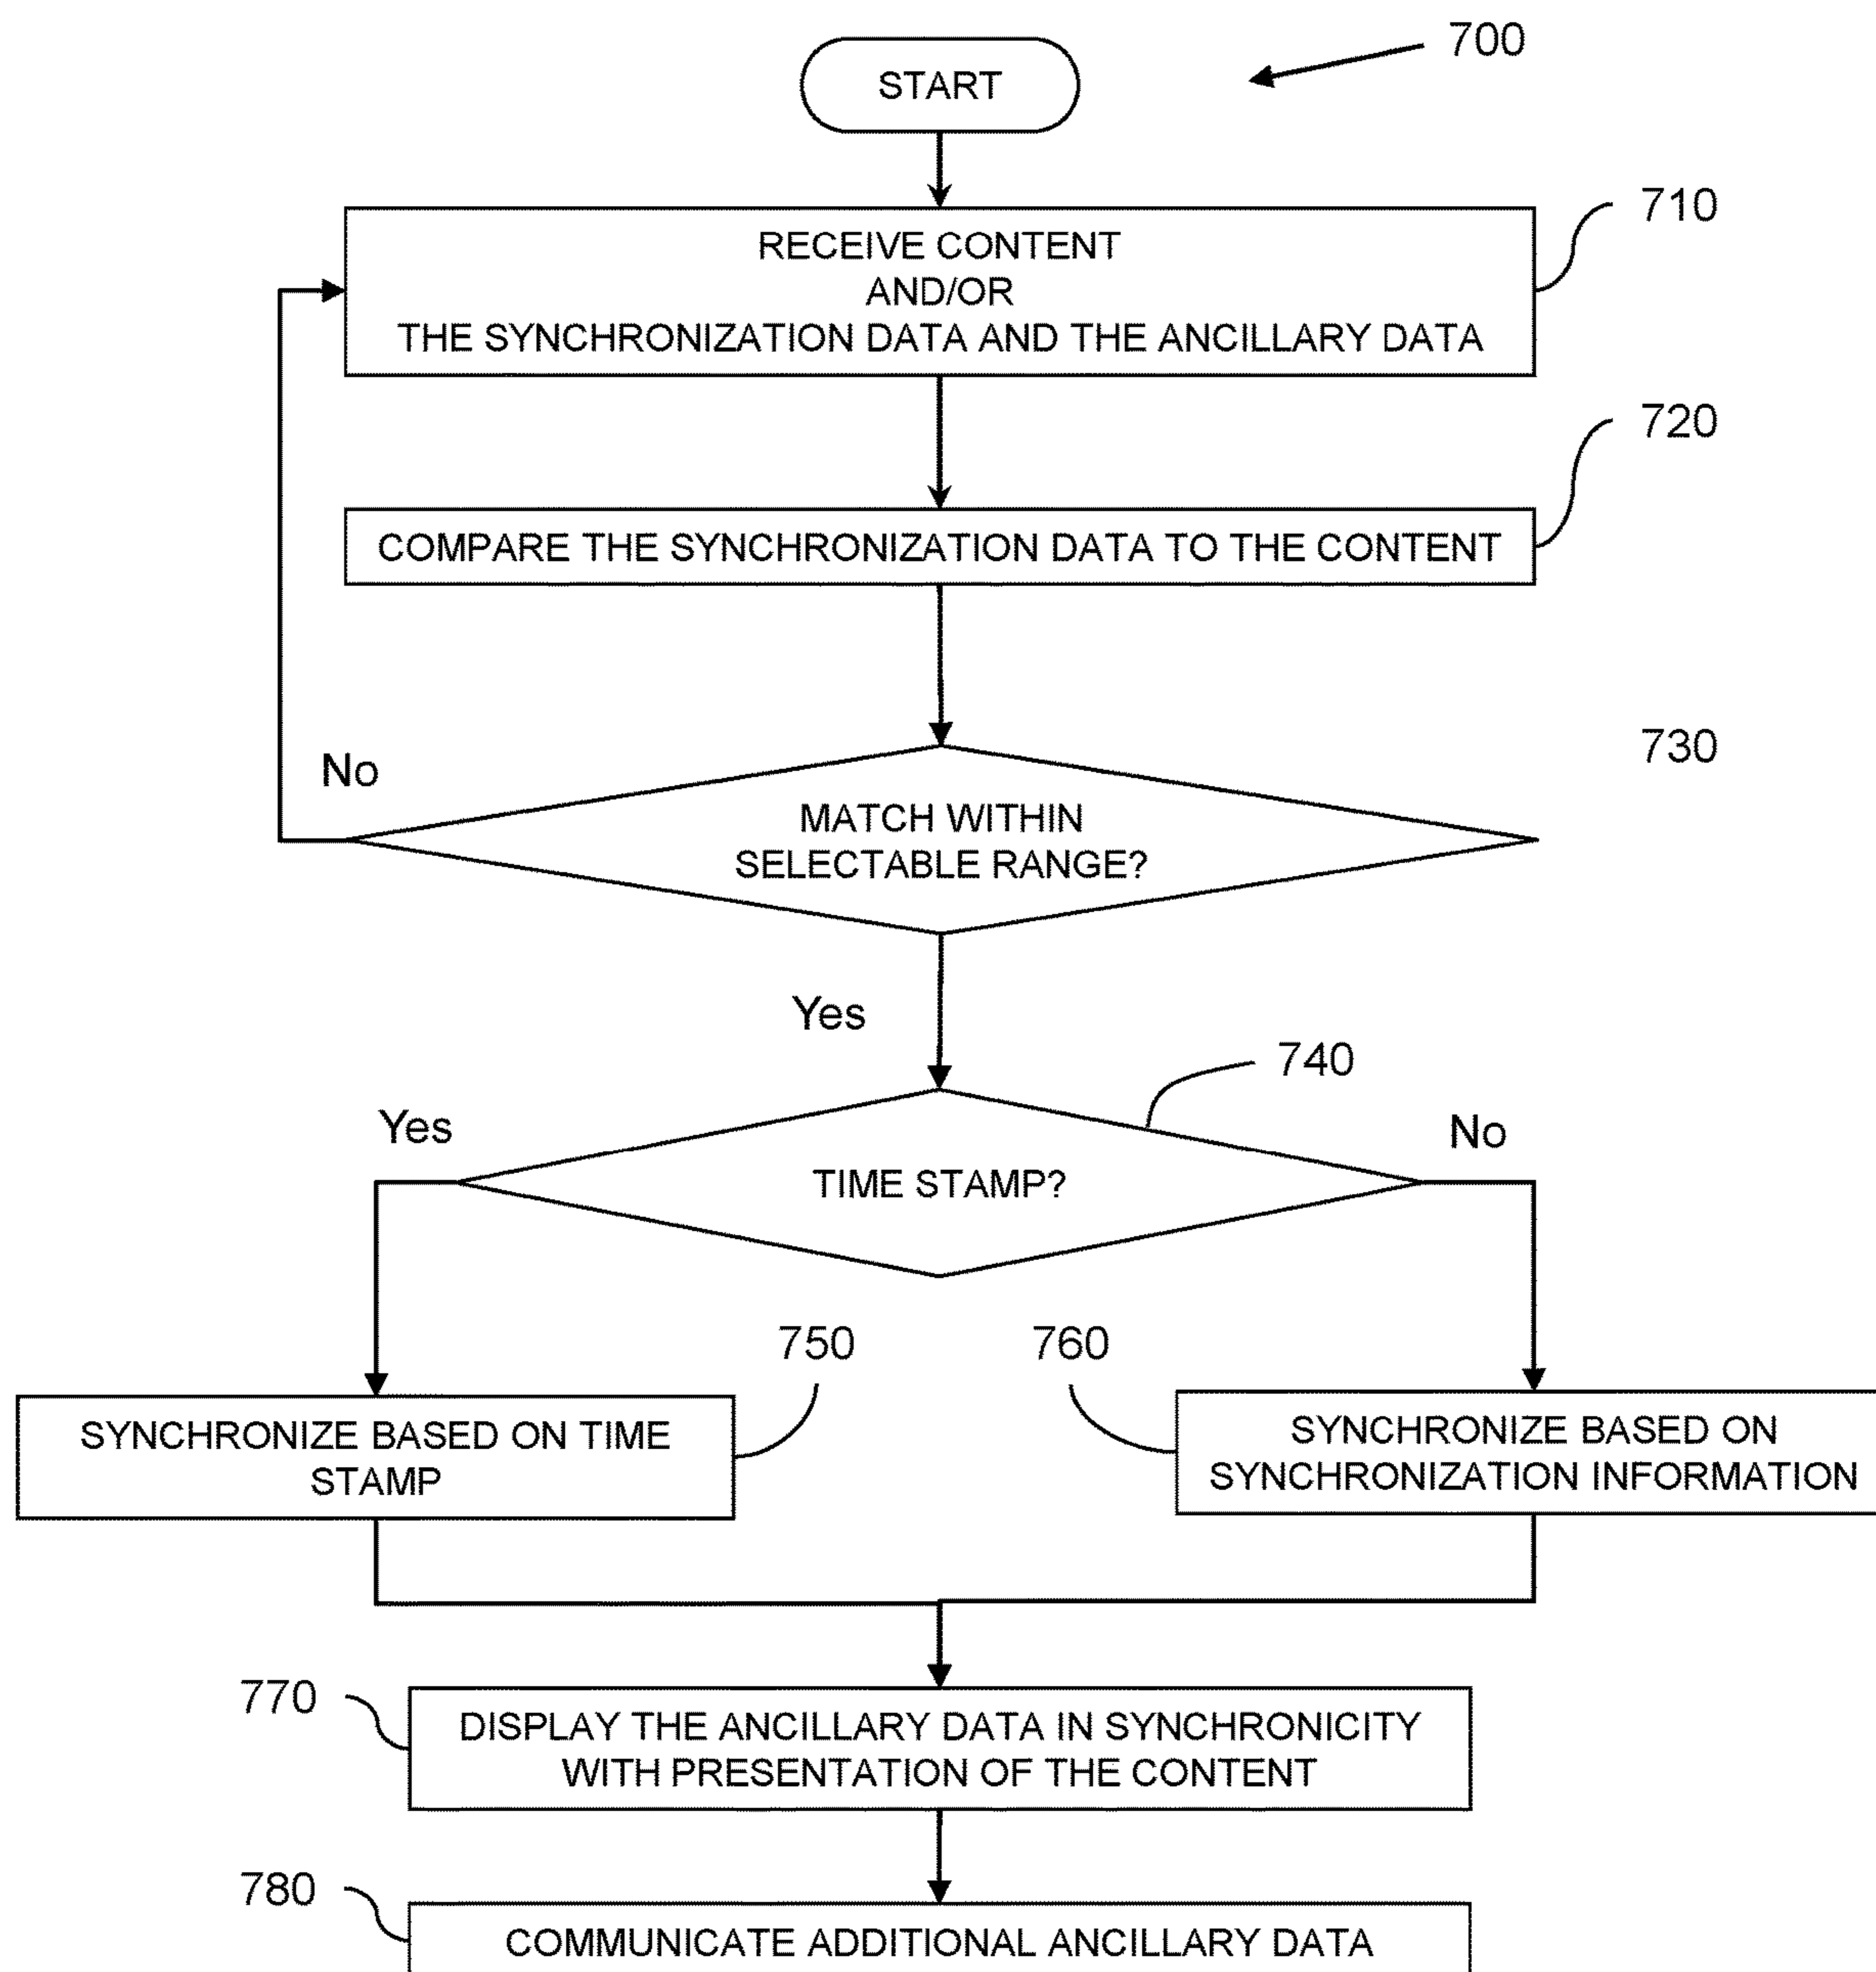 700
START
710
RECEIVE CONTENT
AND/OR
THE SYNCHRONIZATION DATA AND THE ANCILLARY DATA
720
COMPARE THE SYNCHRONIZATION DATA TO THE CONTENT
730
No
MATCH WITHIN
SELECTABLE RANGE?
Yes
740
Yes
No
TIME STAMP?
750
760
SYNCHRONIZE BASED ON TIME
STAMP
SYNCHRONIZE BASED ON
SYNCHRONIZATION INFORMATION
770
DISPLAY THE ANCILLARY DATA IN SYNCHRONICITY
WITH PRESENTATION OF THE CONTENT
780
COMMUNICATE ADDITIONAL ANCILLARY DATA